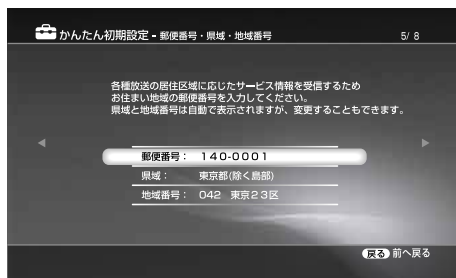 かんたん初期設定 - 郵便番号・県域・地域番号 5/ 8
各種放送の居住区域に応じたサービス情報を受信するため
お住まい地域の郵便番号を入力してください。
県域と地域番号は自動で表示されますが、変更することもできます。
郵便番号： 140-0001
県域： 東京都(除く島部)
地域番号： 042 東京23区
戻る 前へ戻る